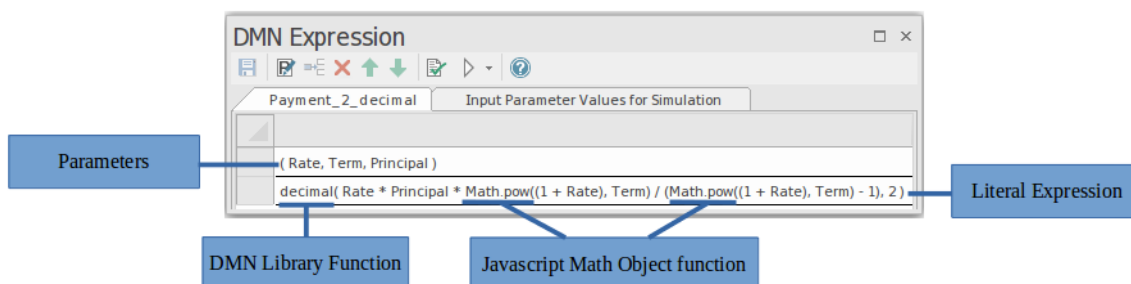 DMN Expression
Payment_2_decimal
Input Parameter Values for Simulation
Parameters
( Rate, Term, Principal )
decimal( Rate * Principal * Math.pow((1 + Rate), Term) / (Math.pow((1 + Rate), Term) - 1), 2 )
Literal Expression
DMN Library Function
Javascript Math Object function